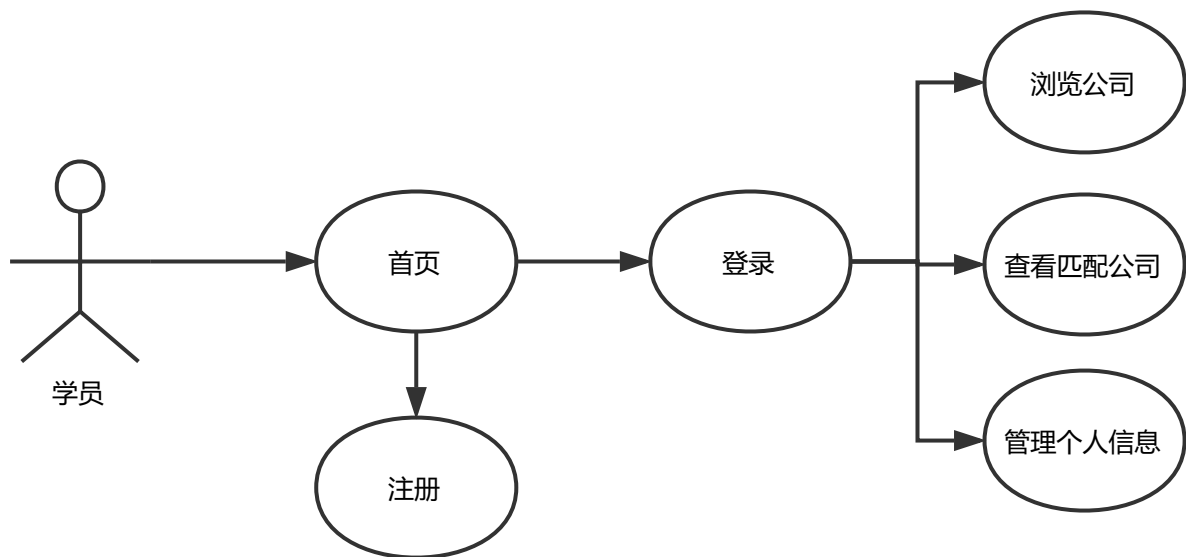 浏览公司
首页
登录
查看匹配公司
学员
管理个人信息
注册